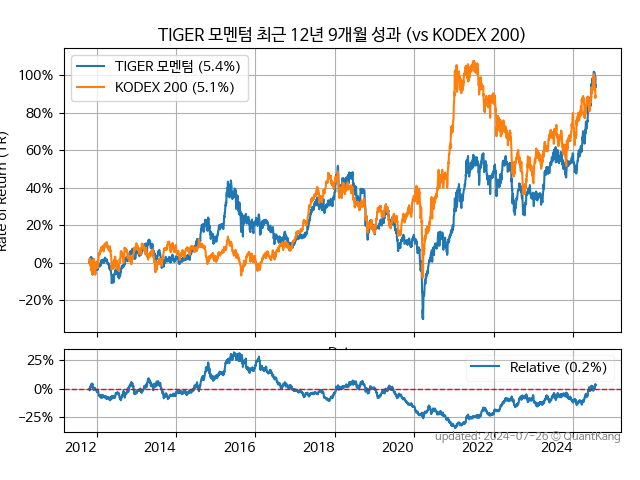 TIGER 모멘텀 최근 12년 9개월 성과 (vs KODEX 200)
TIGER 모멘텀 (5.4%)
KODEX 200 (5.1%)
100%
80%
60%
40%
20%
0%
−20%
Rate of Return (TR)
Relative (0.2%)
25%
0%
−25%
2012 2014 2016 2018 2020 2022 2024
updated: 2024-07-26 © QuantKang